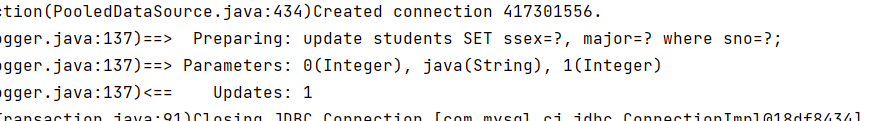 ction(PooledDataSource.java:434)Created connection 417301556.
ogger.java:137)==>  Preparing: update students SET ssex=?, major=? where sno=?;
ogger.java:137)==> Parameters: 0(Integer), java(String), 1(Integer)
ogger.java:137)<==    Updates: 1
Transaction.java:91)Closing JDBC Connection [com.mysql.cj.jdbc.ConnectionImpl@18df8434]